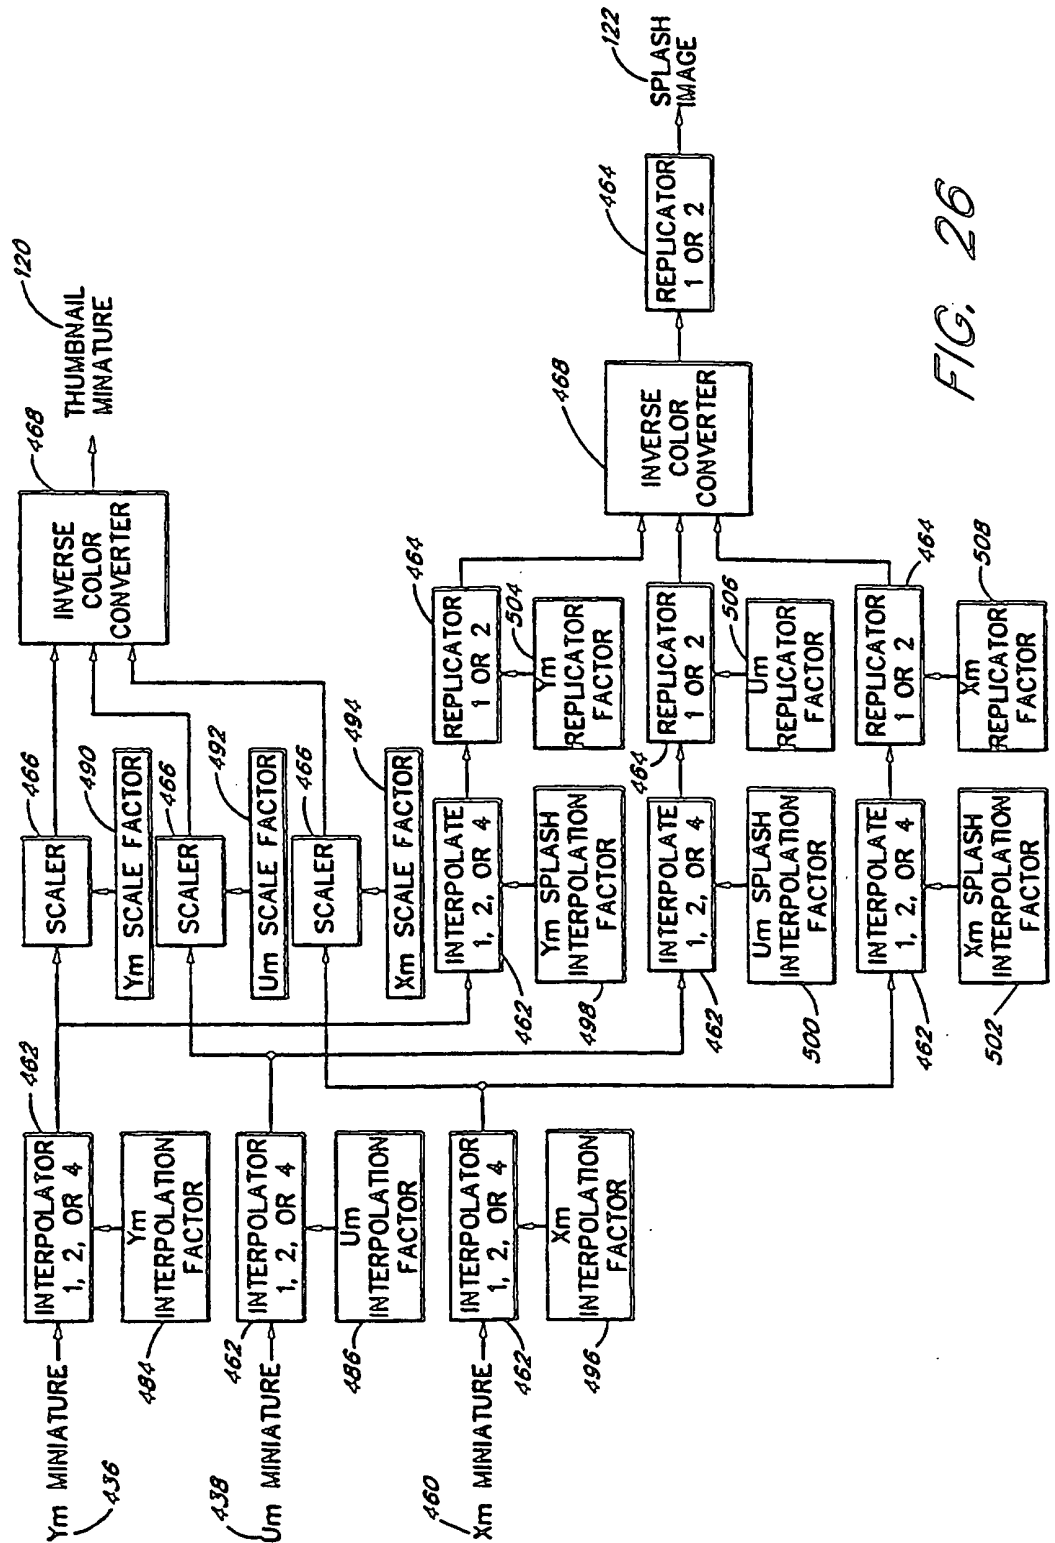 Ym MINIATURE
436
INTERPOLATOR
1, 2, OR 4
462
Ym
INTERPOLATION
FACTOR
484
Um MINIATURE
438
INTERPOLATOR
1, 2, OR 4
462
Um
INTERPOLATION
FACTOR
486
Xm MINIATURE
460
INTERPOLATOR
1, 2, OR 4
462
Xm
INTERPOLATION
FACTOR
496
SCALER
466
Ym SCALE FACTOR
490
SCALER
466
Um SCALE FACTOR
492
SCALER
466
Xm SCALE FACTOR
494
INVERSE
COLOR
CONVERTER
468
THUMBNAIL
MINATURE
120
INTERPOLATE
1, 2, OR 4
462
Ym SPLASH
INTERPOLATION
FACTOR
498
REPLICATOR
1 OR 2
464
Ym
REPLICATOR
FACTOR
504
INTERPOLATE
1, 2, OR 4
462
Um SPLASH
INTERPOLATION
FACTOR
500
REPLICATOR
1 OR 2
464
Um
REPLICATOR
FACTOR
506
INTERPOLATE
1, 2, OR 4
462
Xm SPLASH
INTERPOLATION
FACTOR
502
REPLICATOR
1 OR 2
464
Xm
REPLICATOR
FACTOR
508
INVERSE
COLOR
CONVERTER
468
REPLICATOR
1 OR 2
464
SPLASH
IMAGE
122
FIG. 26